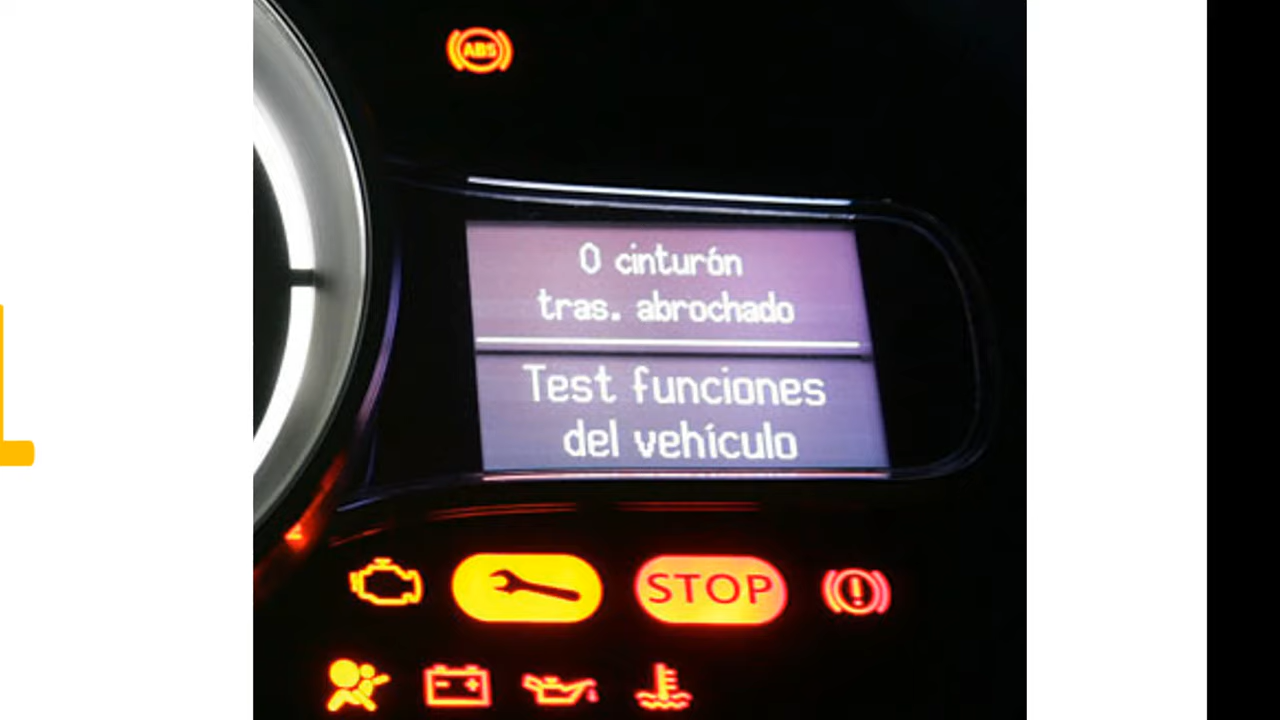 ABS
0 cinturón
tras. abrochado
Test funciones
del vehículo
STOP